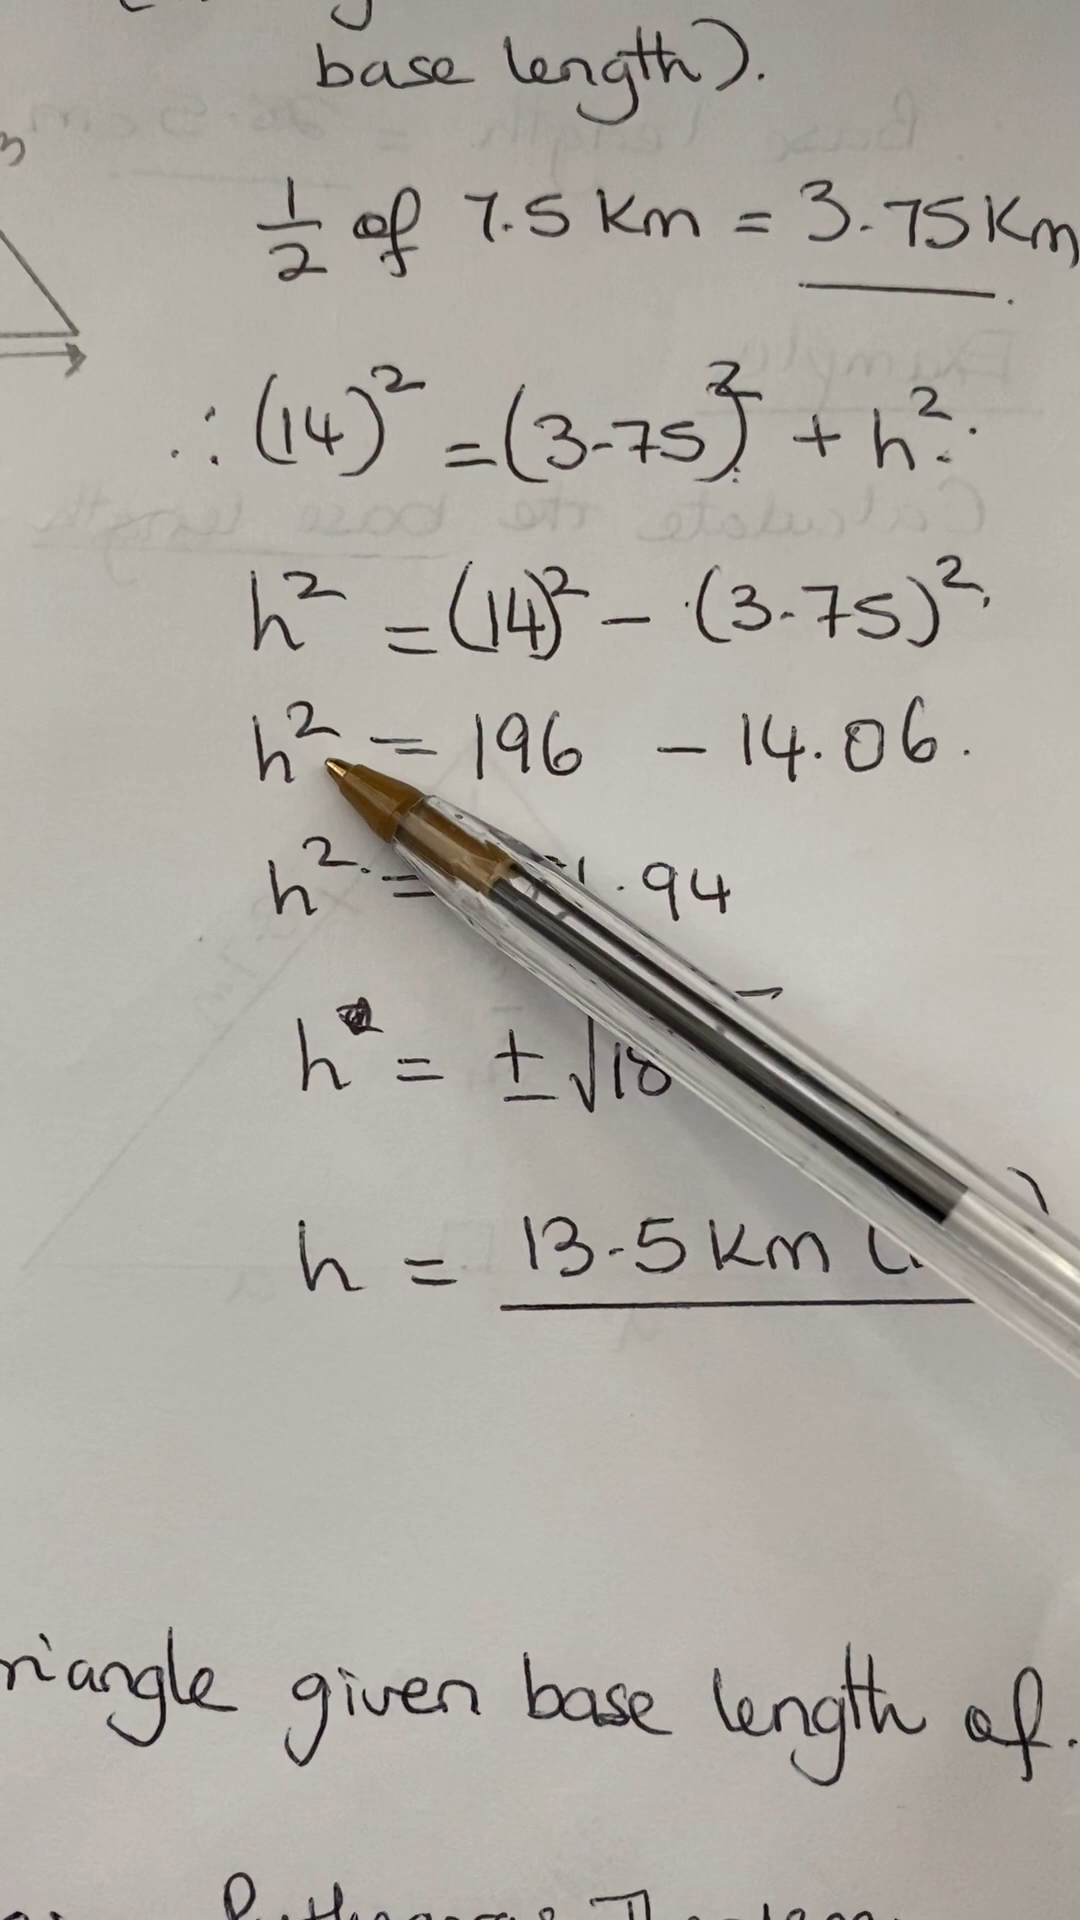 base length).
1/2 of 7.5 Km = 3.75 Km
∴ (14)² = (3.75)² + h².
h² = (14)² - (3.75)²
h² = 196 - 14.06.
h² = .94
h = ± √18
h = 13.5 Km
given base length of.